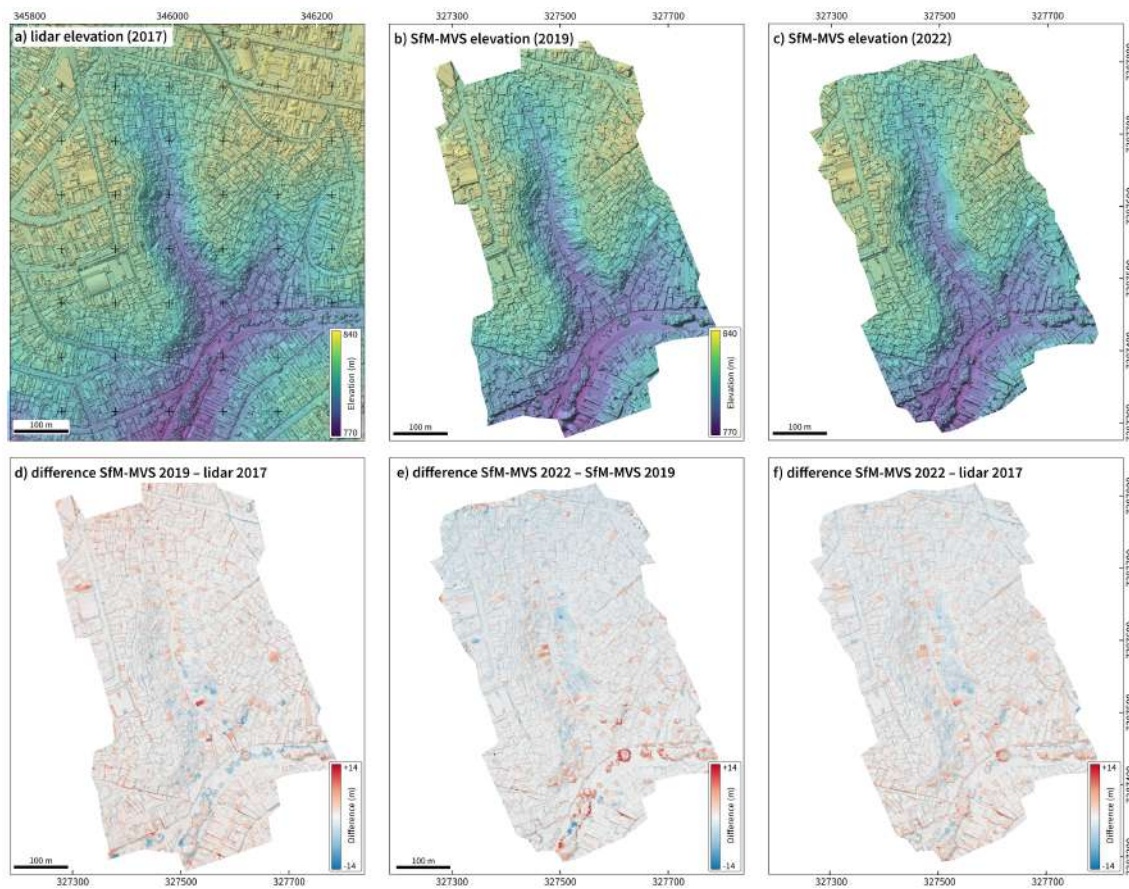 345800 346000 346200
327300 327500 327700
327300 327500 327700
a) lidar elevation (2017)
b) SfM-MVS elevation (2019)
c) SfM-MVS elevation (2022)
840
Elevation (m)
770
100 m
840
Elevation (m)
770
100 m
100 m
d) difference SfM-MVS 2019 – lidar 2017
e) difference SfM-MVS 2022 – SfM-MVS 2019
f) difference SfM-MVS 2022 – lidar 2017
+14
Difference (m)
-14
100 m
+14
Difference (m)
-14
100 m
+14
Difference (m)
-14
100 m
327300 327500 327700
327300 327500 327700
327300 327500 327700